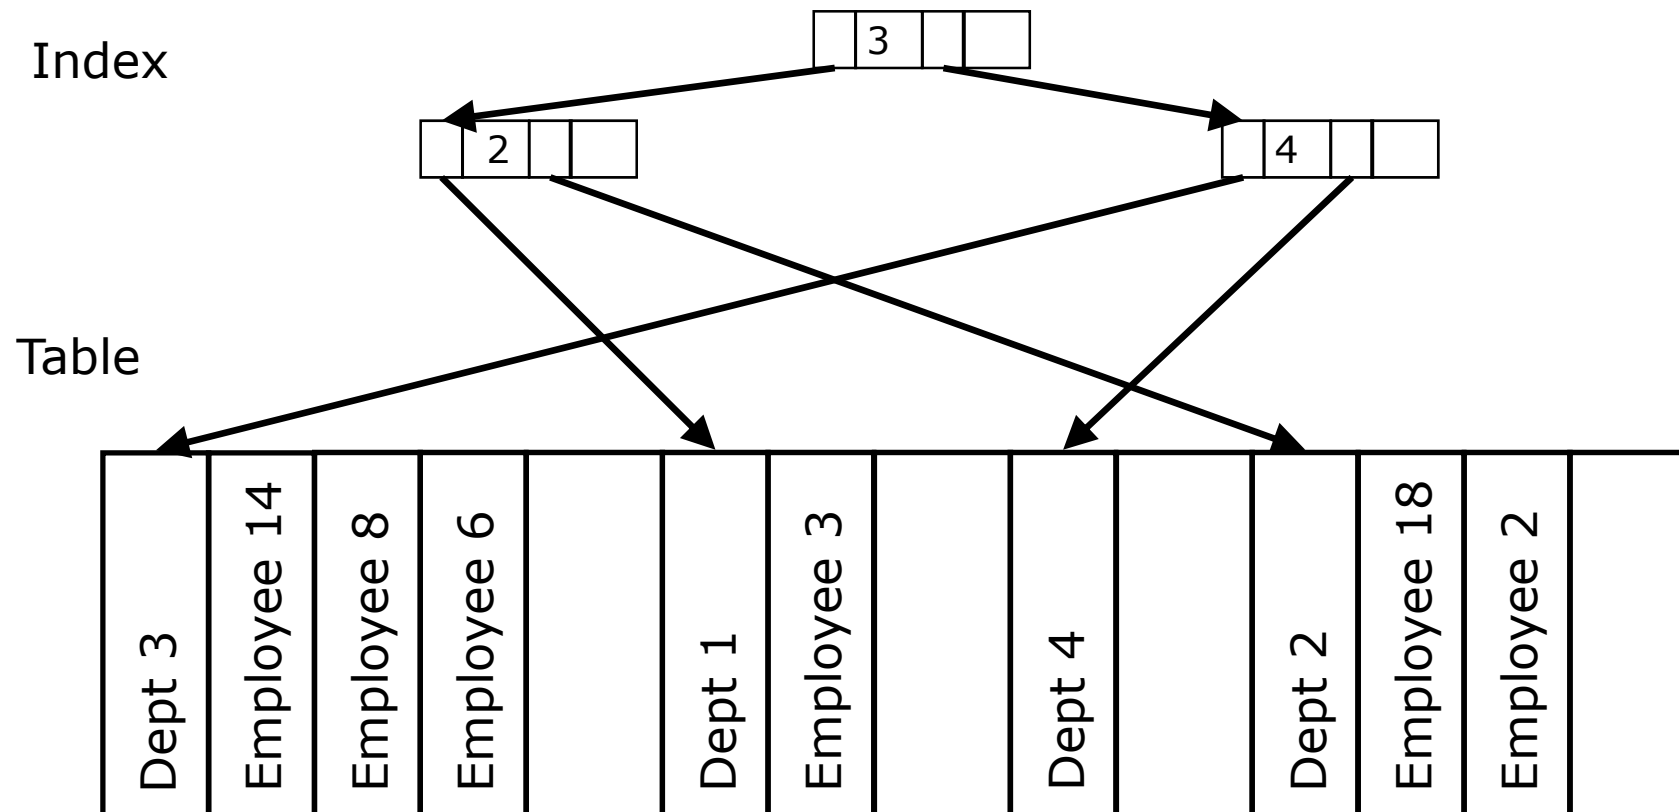 Index
3
2
4
Table
Dept 3
Employee 14
Employee 8
Employee 6
Dept 1
Employee 3
Dept 4
Dept 2
Employee 18
Employee 2